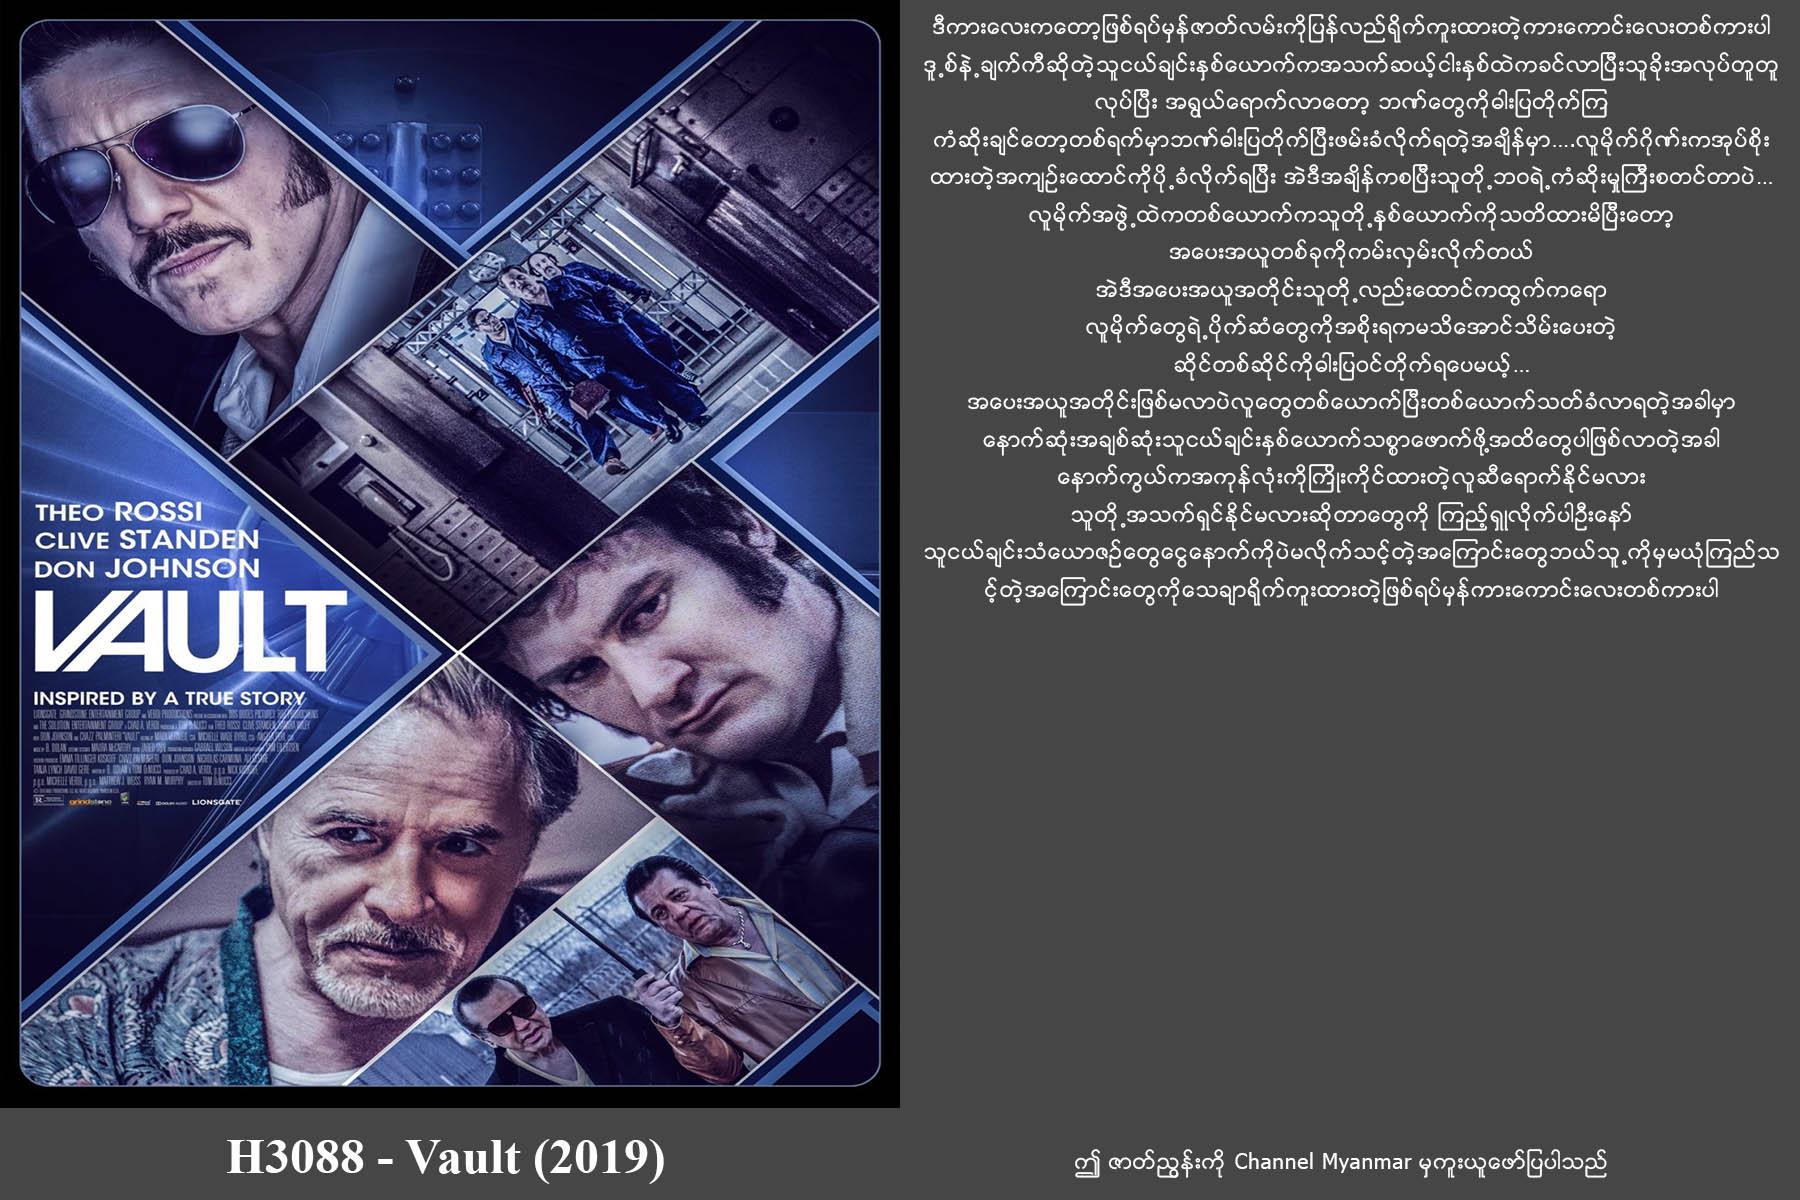 THEO ROSSI
CLIVE STANDEN
DON JOHNSON
VAULT
INSPIRED BY A TRUE STORY
LIONSGATE
H3088 - Vault (2019)
ဒီကားလေးကတော့ဖြစ်ရပ်မှန်ဇာတ်လမ်းကိုပြန်လည်ရိုက်ကူးထားတဲ့ကားကောင်းလေးတစ်ကားပါ
ဒူ့စ်နဲ့ချက်ကီဆိုတဲ့သူငယ်ချင်းနှစ်ယောက်ကအသက်ဆယ့်ငါးနှစ်ထဲကခင်လာပြီးသူခိုးအလုပ်တူတူ
လုပ်ပြီး အရွယ်ရောက်လာတော့ ဘဏ်တွေကိုဓါးပြတိုက်ကြ
ကံဆိုးချင်တော့တစ်ရက်မှာဘဏ်ဓါးပြတိုက်ပြီးဖမ်းခံလိုက်ရတဲ့အချိန်မှာ....လူမိုက်ဂိုဏ်းကအုပ်စိုး
ထားတဲ့အကျဉ်းထောင်ကိုပို့ခံလိုက်ရပြီး အဲဒီအချိန်ကစပြီးသူတို့ဘဝရဲ့ကံဆိုးမှုကြီးစတင်တာပဲ...
လူမိုက်အဖွဲ့ထဲကတစ်ယောက်ကသူတို့နှစ်ယောက်ကိုသတိထားမိပြီးတော့
အပေးအယူတစ်ခုကိုကမ်းလှမ်းလိုက်တယ်
အဲဒီအပေးအယူအတိုင်းသူတို့လည်းထောင်ကထွက်ကရော
လူမိုက်တွေရဲ့ပိုက်ဆံတွေကိုအစိုးရကမသိအောင်သိမ်းပေးတဲ့
ဆိုင်တစ်ဆိုင်ကိုဓါးပြဝင်တိုက်ရပေမယ့်...
အပေးအယူအတိုင်းဖြစ်မလာပဲလူတွေတစ်ယောက်ပြီးတစ်ယောက်သတ်ခံလာရတဲ့အခါမှာ
နောက်ဆုံးအချစ်ဆုံးသူငယ်ချင်းနှစ်ယောက်သစ္စာဖောက်ဖို့အထိတွေပါဖြစ်လာတဲ့အခါ
နောက်ကွယ်ကအကုန်လုံးကိုကြိုးကိုင်ထားတဲ့လူဆီရောက်နိုင်မလား
သူတို့အသက်ရှင်နိုင်မလားဆိုတာတွေကို ကြည့်ရှုလိုက်ပါဦးနော်
သူငယ်ချင်းသံယောဇဉ်တွေငွေနောက်ကိုပဲမလိုက်သင့်တဲ့အကြောင်းတွေဘယ်သူ့ကိုမှမယုံကြည်သ
င့်တဲ့အကြောင်းတွေကိုသေချာရိုက်ကူးထားတဲ့ဖြစ်ရပ်မှန်ကားကောင်းလေးတစ်ကားပါ
ဤ ဇာတ်ညွှန်းကို Channel Myanmar မှကူးယူဖော်ပြပါသည်